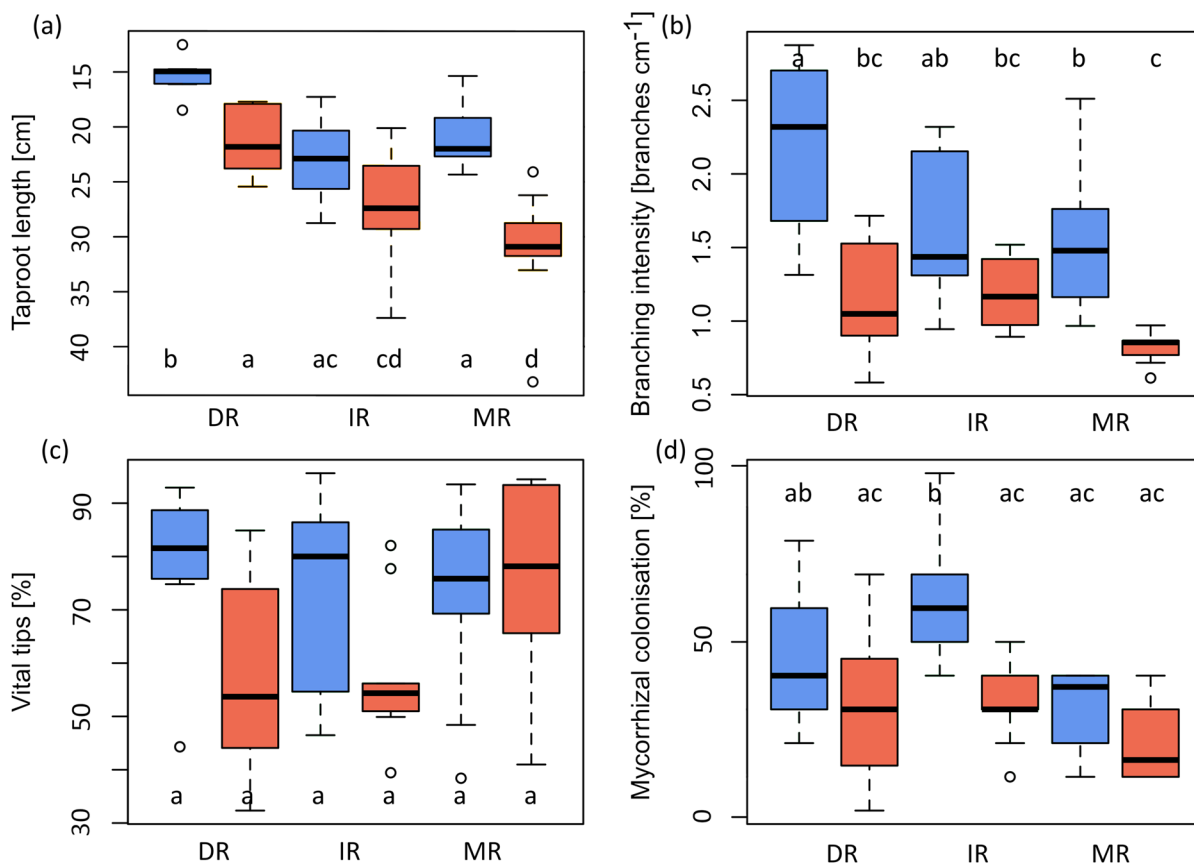 (a)
Taproot length [cm]
15
20
25
30
35
40
b a ac cd a d
DR IR MR
(b)
Branching intensity [branches cm⁻¹]
2.5
2.0
1.5
1.0
0.5
a bc ab bc b c
DR IR MR
(c)
Vital tips [%]
90
70
50
30
a a a a a a
DR IR MR
(d)
Mycorrhizal colonisation [%]
100
50
0
ab ac b ac ac ac
DR IR MR